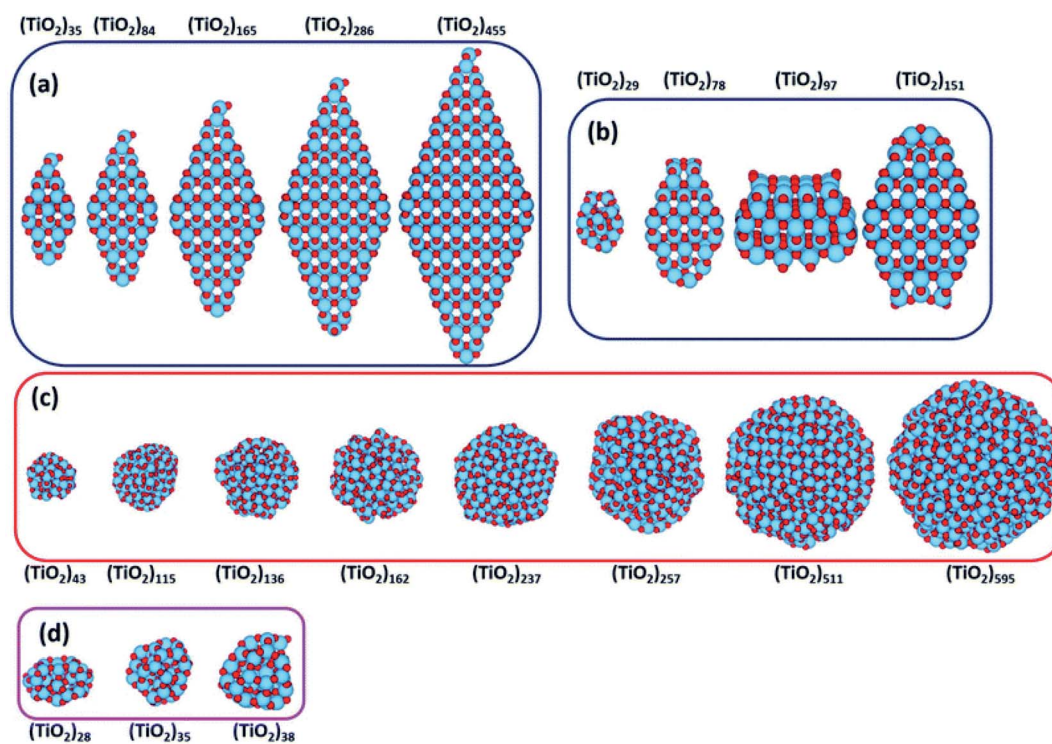 (TiO₂)₃₅ (TiO₂)₈₄ (TiO₂)₁₆₅ (TiO₂)₂₈₆ (TiO₂)₄₅₅
(a)
(TiO₂)₂₉ (TiO₂)₇₈ (TiO₂)₉₇ (TiO₂)₁₅₁
(b)
(c)
(TiO₂)₄₃ (TiO₂)₁₁₅ (TiO₂)₁₃₆ (TiO₂)₁₆₂ (TiO₂)₂₃₇ (TiO₂)₂₅₇ (TiO₂)₅₁₁ (TiO₂)₅₉₅
(d)
(TiO₂)₂₈ (TiO₂)₃₅ (TiO₂)₃₈